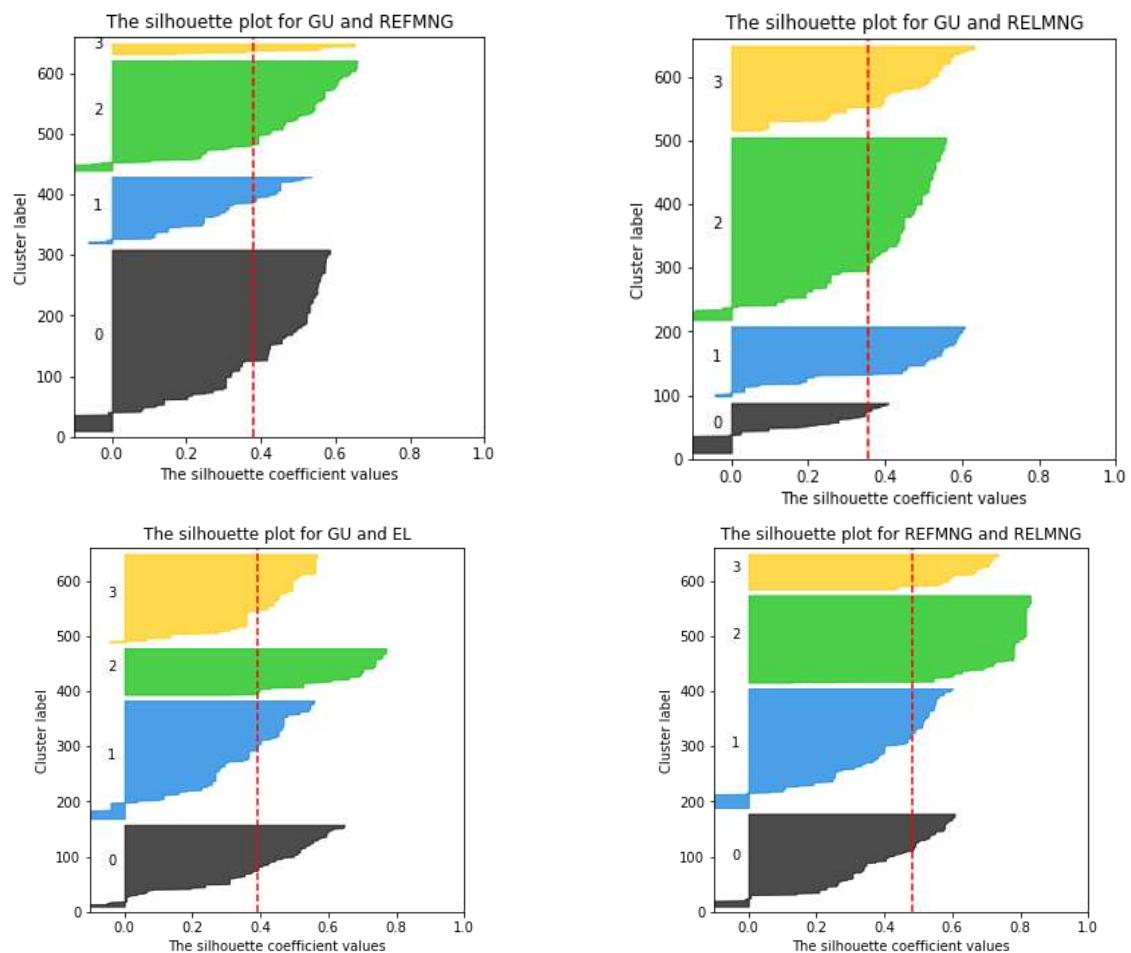 The silhouette plot for GU and REFMNG
3
600
2
500
400
1
300
200
0
100
0
Cluster label
0.0 0.2 0.4 0.6 0.8 1.0
The silhouette coefficient values
The silhouette plot for GU and RELMNG
3
600
500
400
2
300
200
1
100
0
0
Cluster label
0.0 0.2 0.4 0.6 0.8 1.0
The silhouette coefficient values
The silhouette plot for GU and EL
600
3
500
2
400
300
1
200
100
0
0
Cluster label
0.0 0.2 0.4 0.6 0.8 1.0
The silhouette coefficient values
The silhouette plot for REFMNG and RELMNG
3
600
2
500
400
1
300
200
0
100
0
Cluster label
0.0 0.2 0.4 0.6 0.8 1.0
The silhouette coefficient values